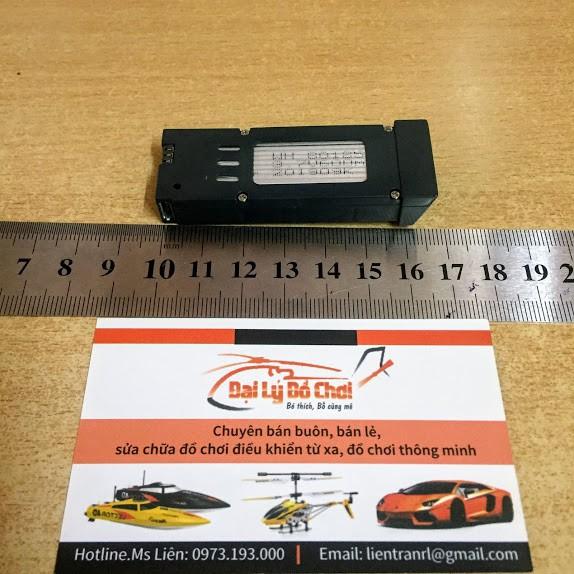 mm
7 8 9 10 11 12 13 14 15 16 17 18 19 2
Đại Lý Đồ Chơi
Bé thích, Bố cũng mê
Chuyên bán buôn, bán lẻ,
sửa chữa đồ chơi điều khiển từ xa, đồ chơi thông minh
Hotline.Ms Liên: 0973.193.000 | Email: lientranrl@gmail.com